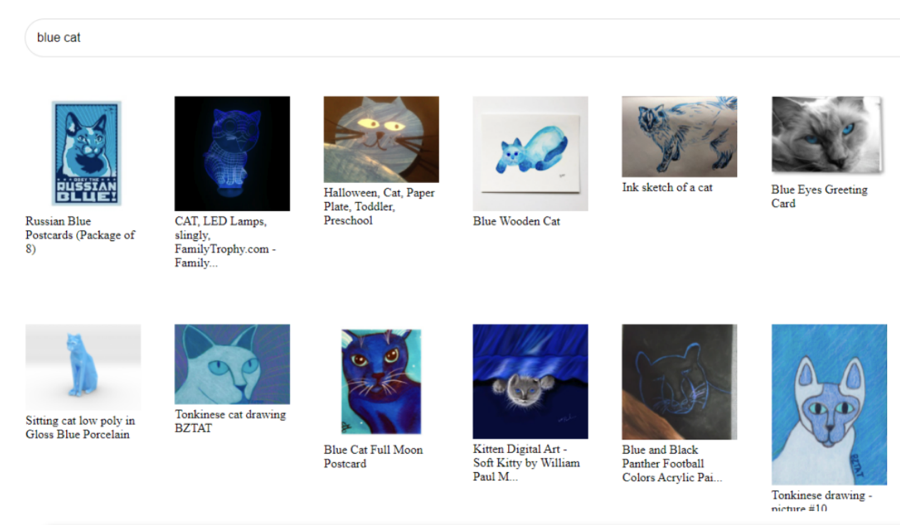 blue cat
MEET THE
RUSSIAN
BLUE!
Russian Blue
Postcards (Package of
8)
CAT, LED Lamps,
slingly,
FamilyTrophy.com -
Family...
Halloween, Cat, Paper
Plate, Toddler,
Preschool
Blue Wooden Cat
Ink sketch of a cat
Blue Eyes Greeting
Card
Sitting cat low poly in
Gloss Blue Porcelain
Tonkinese cat drawing
BZTAT
Blue Cat Full Moon
Postcard
Kitten Digital Art -
Soft Kitty by William
Paul M...
Blue and Black
Panther Football
Colors Acrylic Pai...
BZTAT
Tonkinese drawing -
picture #10